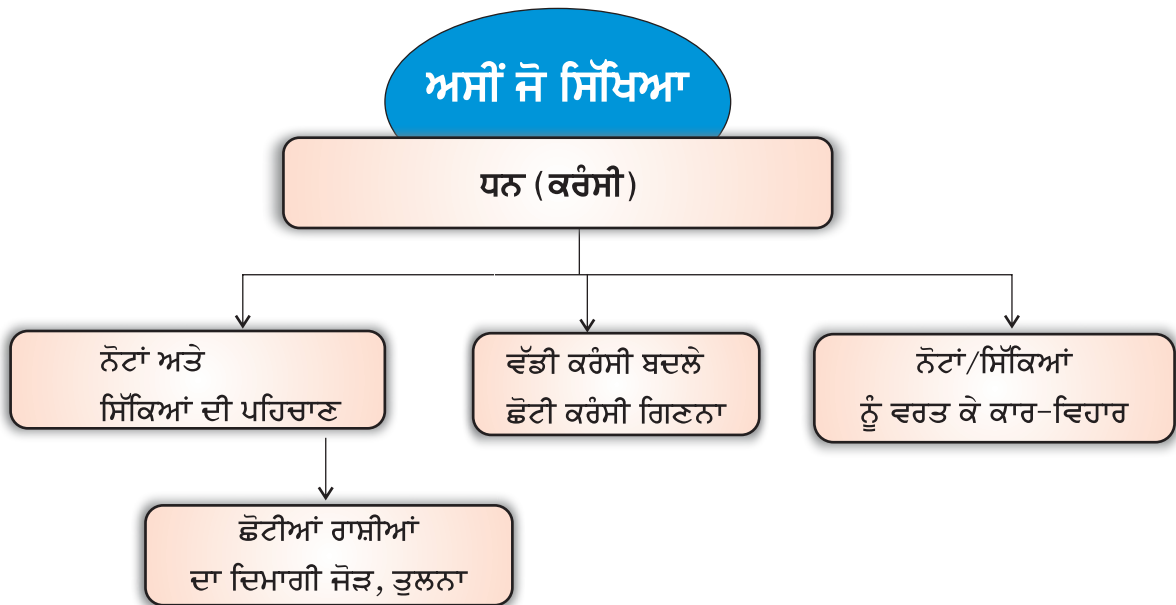 ਅਸੀਂ ਜੋ ਸਿੱਖਿਆ
ਧਨ (ਕਰੰਸੀ)
ਨੋਟਾਂ ਅਤੇ
ਸਿੱਕਿਆਂ ਦੀ ਪਹਿਚਾਣ
ਵੱਡੀ ਕਰੰਸੀ ਬਦਲੇ
ਛੋਟੀ ਕਰੰਸੀ ਗਿਣਨਾ
ਨੋਟਾਂ/ਸਿੱਕਿਆਂ
ਨੂੰ ਵਰਤ ਕੇ ਕਾਰ-ਵਿਹਾਰ
ਛੋਟੀਆਂ ਰਾਸ਼ੀਆਂ
ਦਾ ਦਿਮਾਗੀ ਜੋੜ, ਤੁਲਨਾ